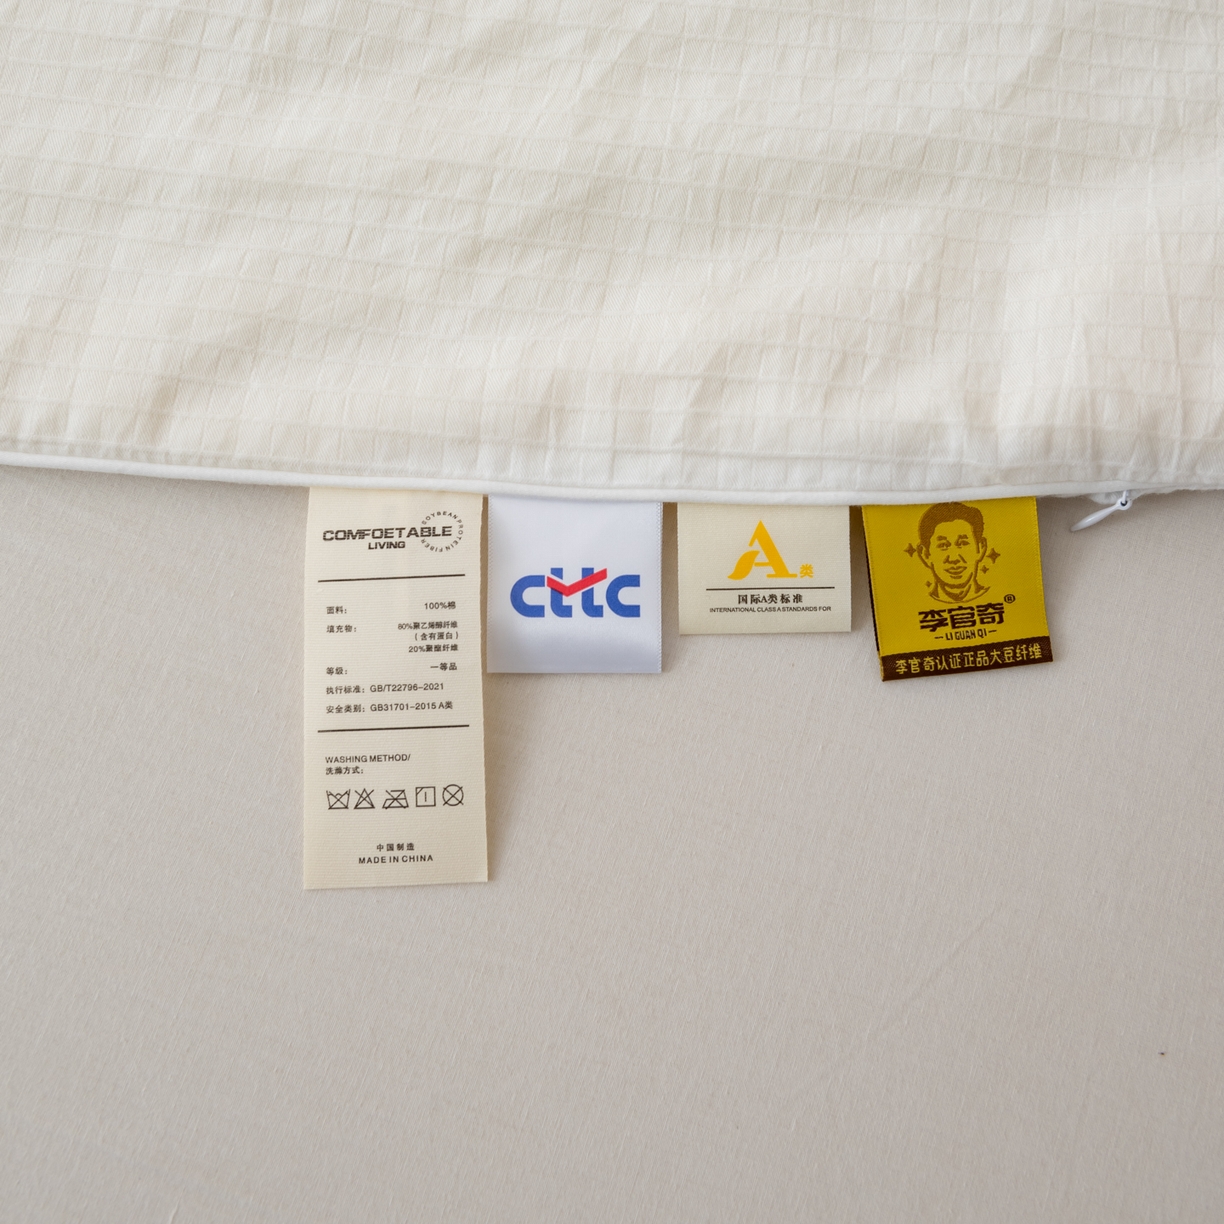 COMFOETABLE
LIVING
SOYBEAN PROTEIN FIBER
面料： 100%棉
填充物： 80%聚乙烯醇纤维
（含有蛋白）
20%聚酯纤维
等级： 一等品
执行标准：GB/T22796-2021
安全类别：GB31701-2015 A类
WASHING METHOD/
洗涤方式：
中国制造
MADE IN CHINA
cttc
A类
国际A类标准
INTERNATIONAL CLASS A STANDARDS FOR
李官奇®
LI GUAN QI
李官奇认证正品大豆纤维